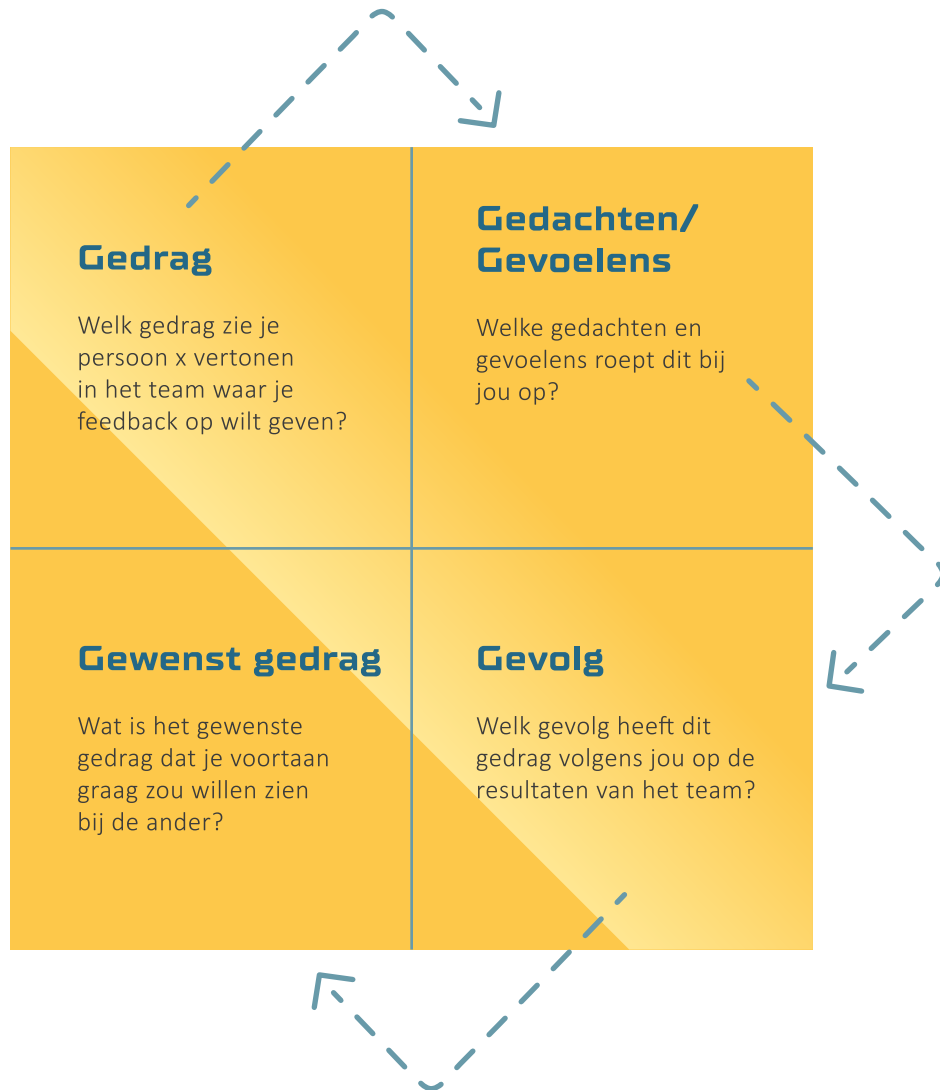 Gedrag
Welk gedrag zie je
persoon x vertonen
in het team waar je
feedback op wilt geven?
Gedachten/
Gevoelens
Welke gedachten en
gevoelens roept dit bij
jou op?
Gewenst gedrag
Wat is het gewenste
gedrag dat je voortaan
graag zou willen zien
bij de ander?
Gevolg
Welk gevolg heeft dit
gedrag volgens jou op de
resultaten van het team?